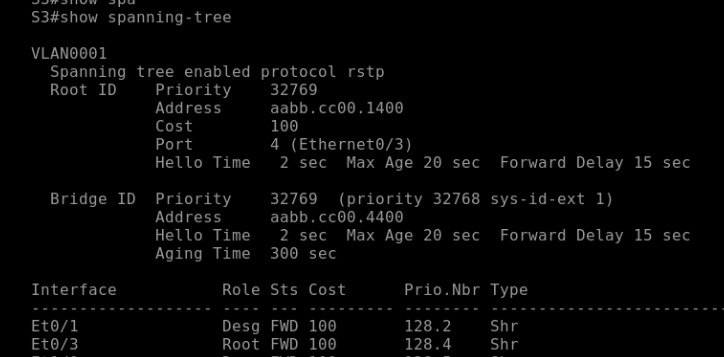 S3#show spa
S3#show spanning-tree
VLAN0001
Spanning tree enabled protocol rstp
Root ID Priority 32769
Address aabb.cc00.1400
Cost 100
Port 4 (Ethernet0/3)
Hello Time 2 sec Max Age 20 sec Forward Delay 15 sec
Bridge ID Priority 32769 (priority 32768 sys-id-ext 1)
Address aabb.cc00.4400
Hello Time 2 sec Max Age 20 sec Forward Delay 15 sec
Aging Time 300 sec
Interface Role Sts Cost Prio.Nbr Type
------------------- ---- --- --------- -------- -------------------------
Et0/1 Desg FWD 100 128.2 Shr
Et0/3 Root FWD 100 128.4 Shr